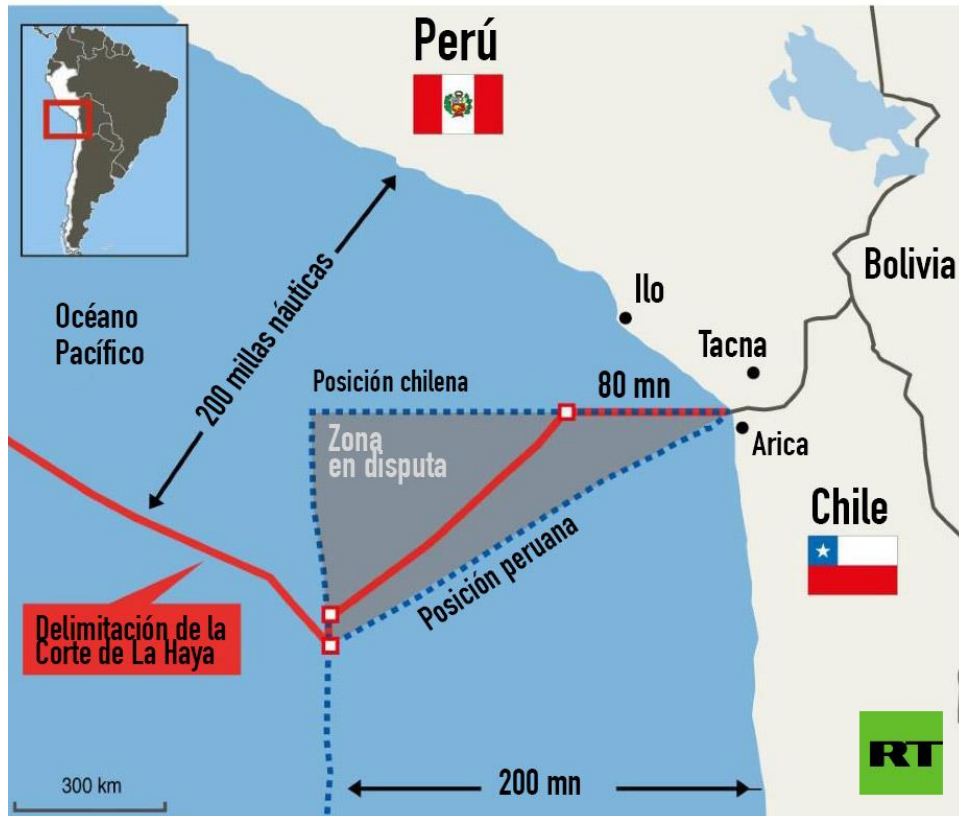 Perú
Bolivia
Océano
Pacífico
200 millas náuticas
Ilo
Tacna
Posición chilena
80 mn
Zona
en disputa
Arica
Chile
Posición peruana
Delimitación de la
Corte de La Haya
RT
300 km
200 mn